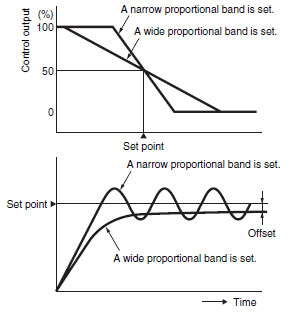 (%)
A narrow proportional band is set.
100
A wide proportional band is set.
Control output
50
0
Set point
A narrow proportional band is set.
Set point
Offset
A wide proportional band is set.
Time